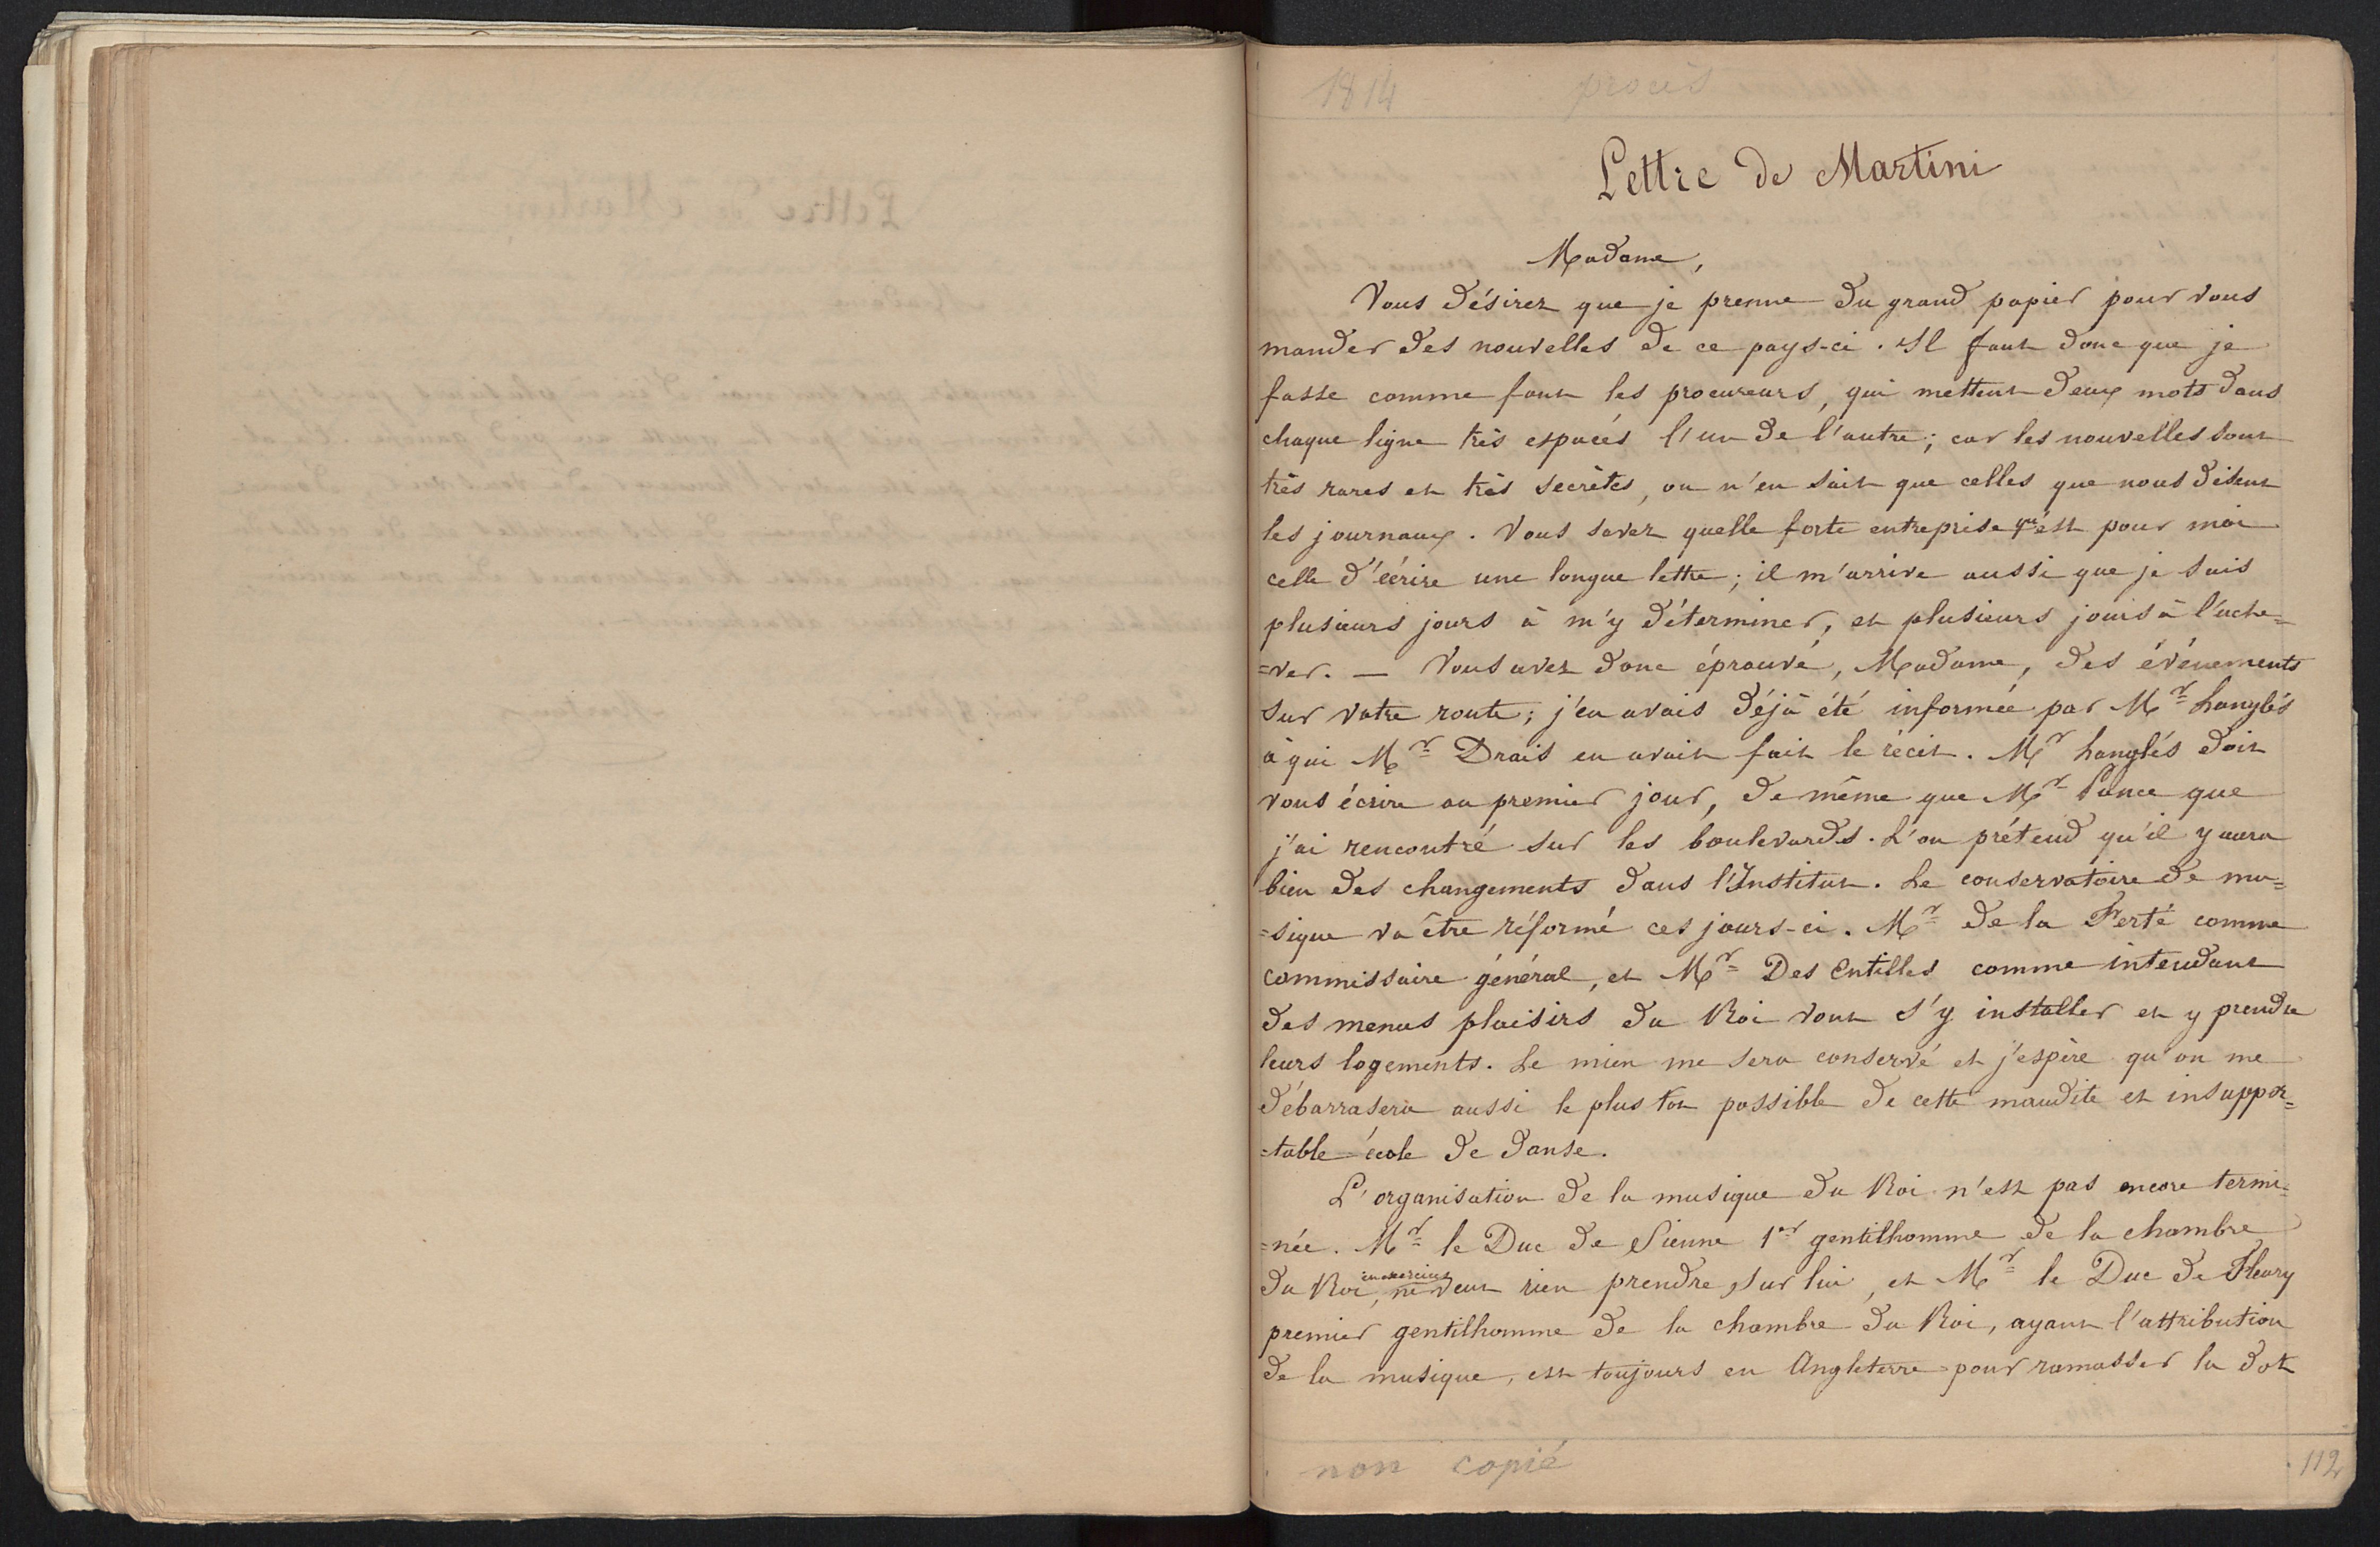 1814 procès
Lettre de Martini
Madame,
Vous désirez que je prenne du grand papier pour vous
mander des nouvelles de ce pays-ci. Il faut donc que je
fasse comme font les procureurs, qui mettent deux mots dans
chaque ligne très espacés l'un de l'autre; car les nouvelles sont
très rares et très secrètes, on n'en sait que celles que nous disent
les journaux. Vous savez quelle forte entreprise qu'est pour moi
celle d'écrire une longue lettre; il m'arrive aussi que je suis
plusieurs jours à m'y déterminer, et plusieurs jours à l'ache=
=ver. — Vous avez donc éprouvé, Madame, des événements
sur votre route; j'en avais déjà été informée par Mr Langlés
à qui Mr Drais en avait fait le récit. Mr Langlés doit
vous écrire au premier jour, de même que Mr Ponce que
j'ai rencontré sur les boulevards. L'on prétend qu'il y aura
bien des changements dans l'Institut. Le conservatoire de mu=
=sique va être réformé ces jours-ci. Mr de la Ferté comme
commissaire général, et Mr Des Entilles comme intendant
des menus plaisirs du Roi vont s'y installer et y prendre
leurs logements. Le mien me sera conservé et j'espère qu'on me
débarrasera aussi le plus tôt possible de cette maudite et insuppor=
=table école de danse.
L'organisation de la musique du Roi n'est pas encore termi=
=née. Mr le Duc de Pienne 1er gentilhomme de la chambre
du Roi, en exercice ne veut rien prendre sur lui, et Mr le Duc de Fleury
premier gentilhomme de la chambre du Roi, ayant l'attribution
de la musique, est toujours en Angleterre pour ramasser la dot
non copié 112